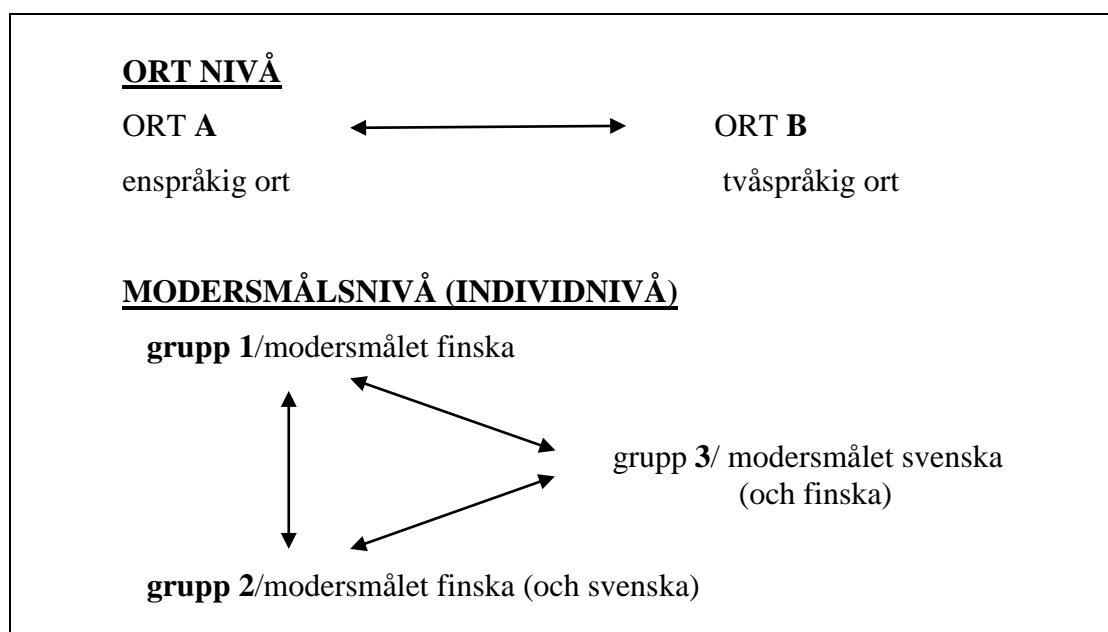 ORT NIVÅ
ORT A ORT B
enspråkig ort tvåspråkig ort
MODERSMÅLSNIVÅ (INDIVIDNIVÅ)
grupp 1/modersmålet finska
grupp 3/ modersmålet svenska
(och finska)
grupp 2/modersmålet finska (och svenska)